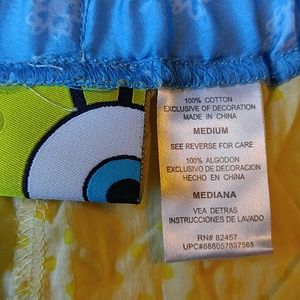 100% COTTON
EXCLUSIVE OF DECORATION
MADE IN CHINA
MEDIUM
SEE REVERSE FOR CARE
100% ALGODON
EXCLUSIVO DE DECORACION
HECHO EN CHINA
MEDIANA
VEA DETRAS
INSTRUCCIONES DE LAVADO
RN# 82457
UPC#688057897585